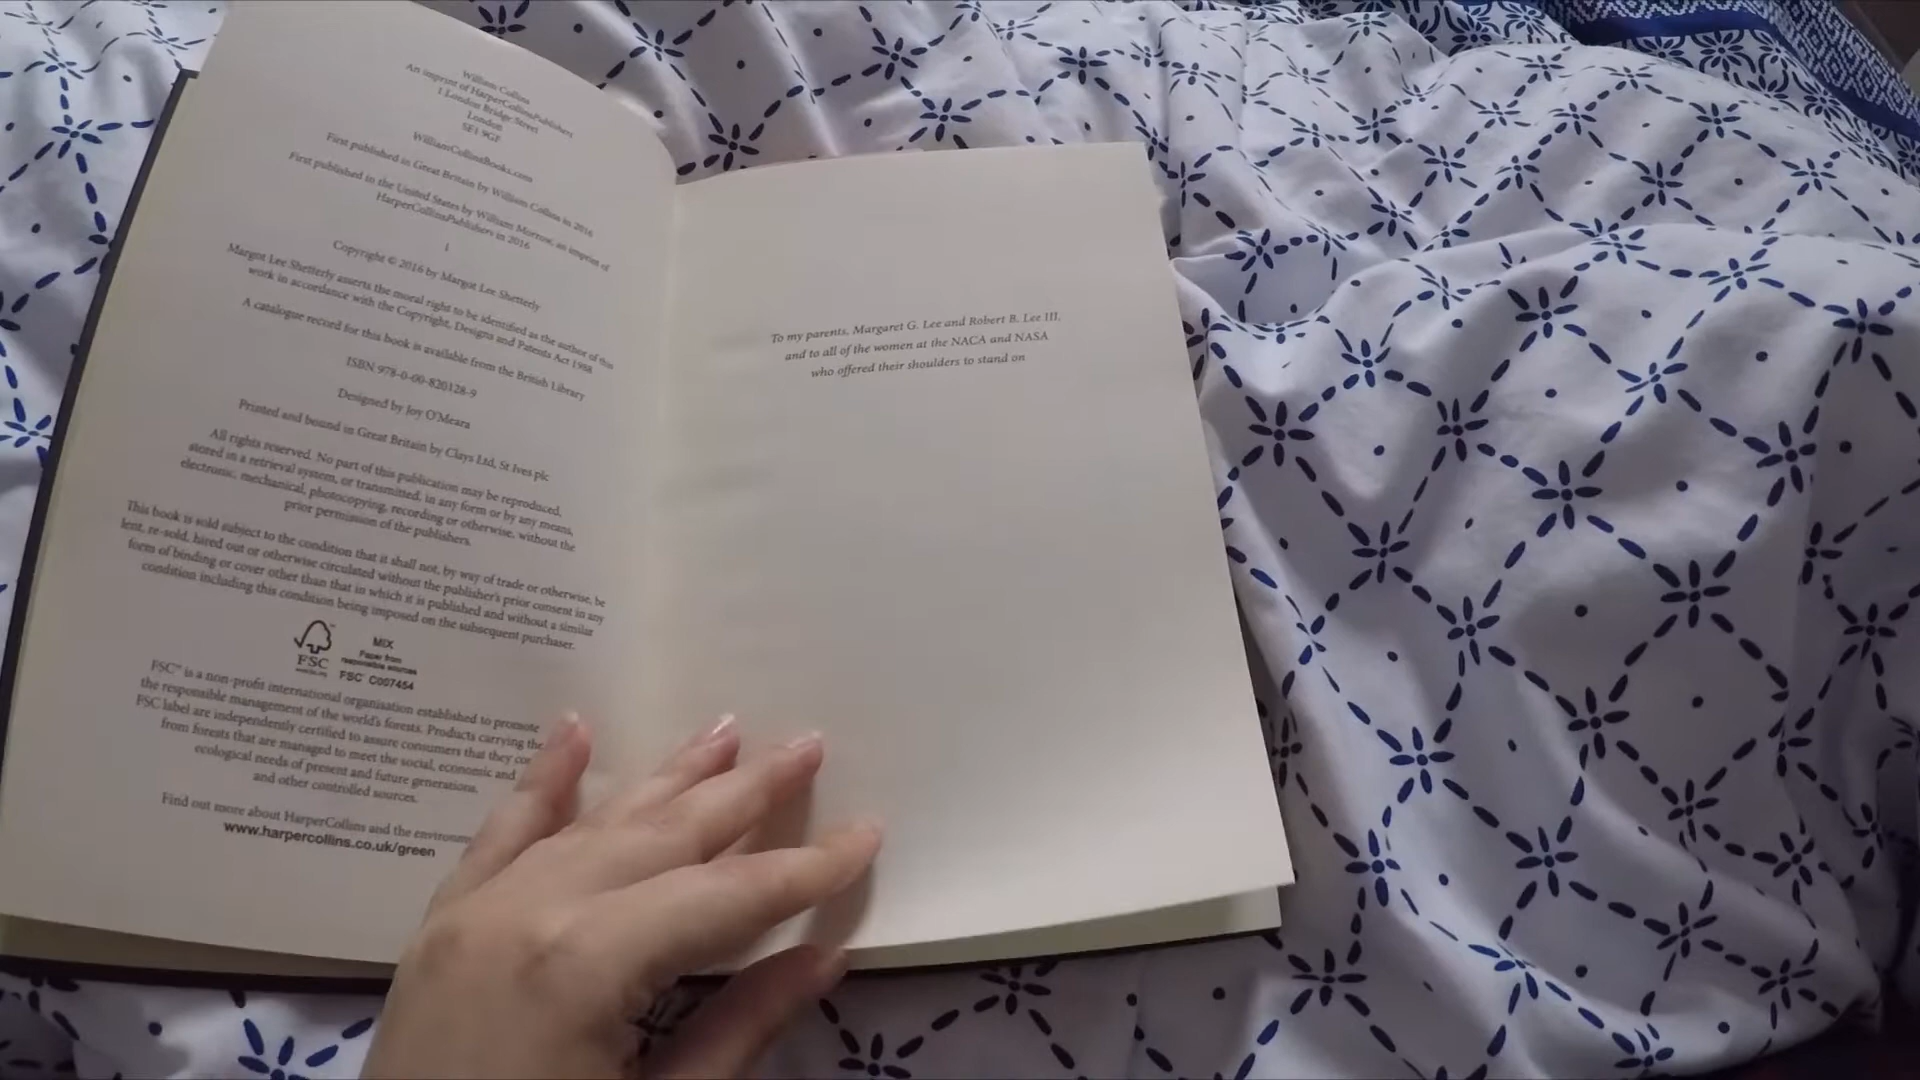 William Collins
An imprint of HarperCollinsPublishers
1 London Bridge Street
London
SE1 9GF
WilliamCollinsBooks.com
First published in Great Britain by William Collins in 2016
First published in the United States by William Morrow, an imprint of
HarperCollinsPublishers in 2016
1
Copyright © 2016 by Margot Lee Shetterly
Margot Lee Shetterly asserts the moral right to be identified as the author of this
work in accordance with the Copyright, Designs and Patents Act 1988
A catalogue record for this book is available from the British Library
ISBN 978-0-00-820128-9
Designed by Joy O'Meara
Printed and bound in Great Britain by Clays Ltd, St Ives plc
All rights reserved. No part of this publication may be reproduced,
stored in a retrieval system, or transmitted, in any form or by any means,
electronic, mechanical, photocopying, recording or otherwise, without the
prior permission of the publishers.
This book is sold subject to the condition that it shall not, by way of trade or otherwise, be
lent, re-sold, hired out or otherwise circulated without the publisher's prior consent in any
form of binding or cover other than that in which it is published and without a similar
condition including this condition being imposed on the subsequent purchaser.
FSC
MIX
Paper from
responsible sources
FSC C007454
FSC™ is a non-profit international organisation established to promote
the responsible management of the world's forests. Products carrying the
FSC label are independently certified to assure consumers that they
from forests that are managed to meet the social, economic and
ecological needs of present and future generations,
and other controlled sources.
Find out more about HarperCollins and the
www.harpercollins.co.uk/green
To my parents, Margaret G. Lee and Robert B. Lee III,
and to all of the women at the NACA and NASA
who offered their shoulders to stand on